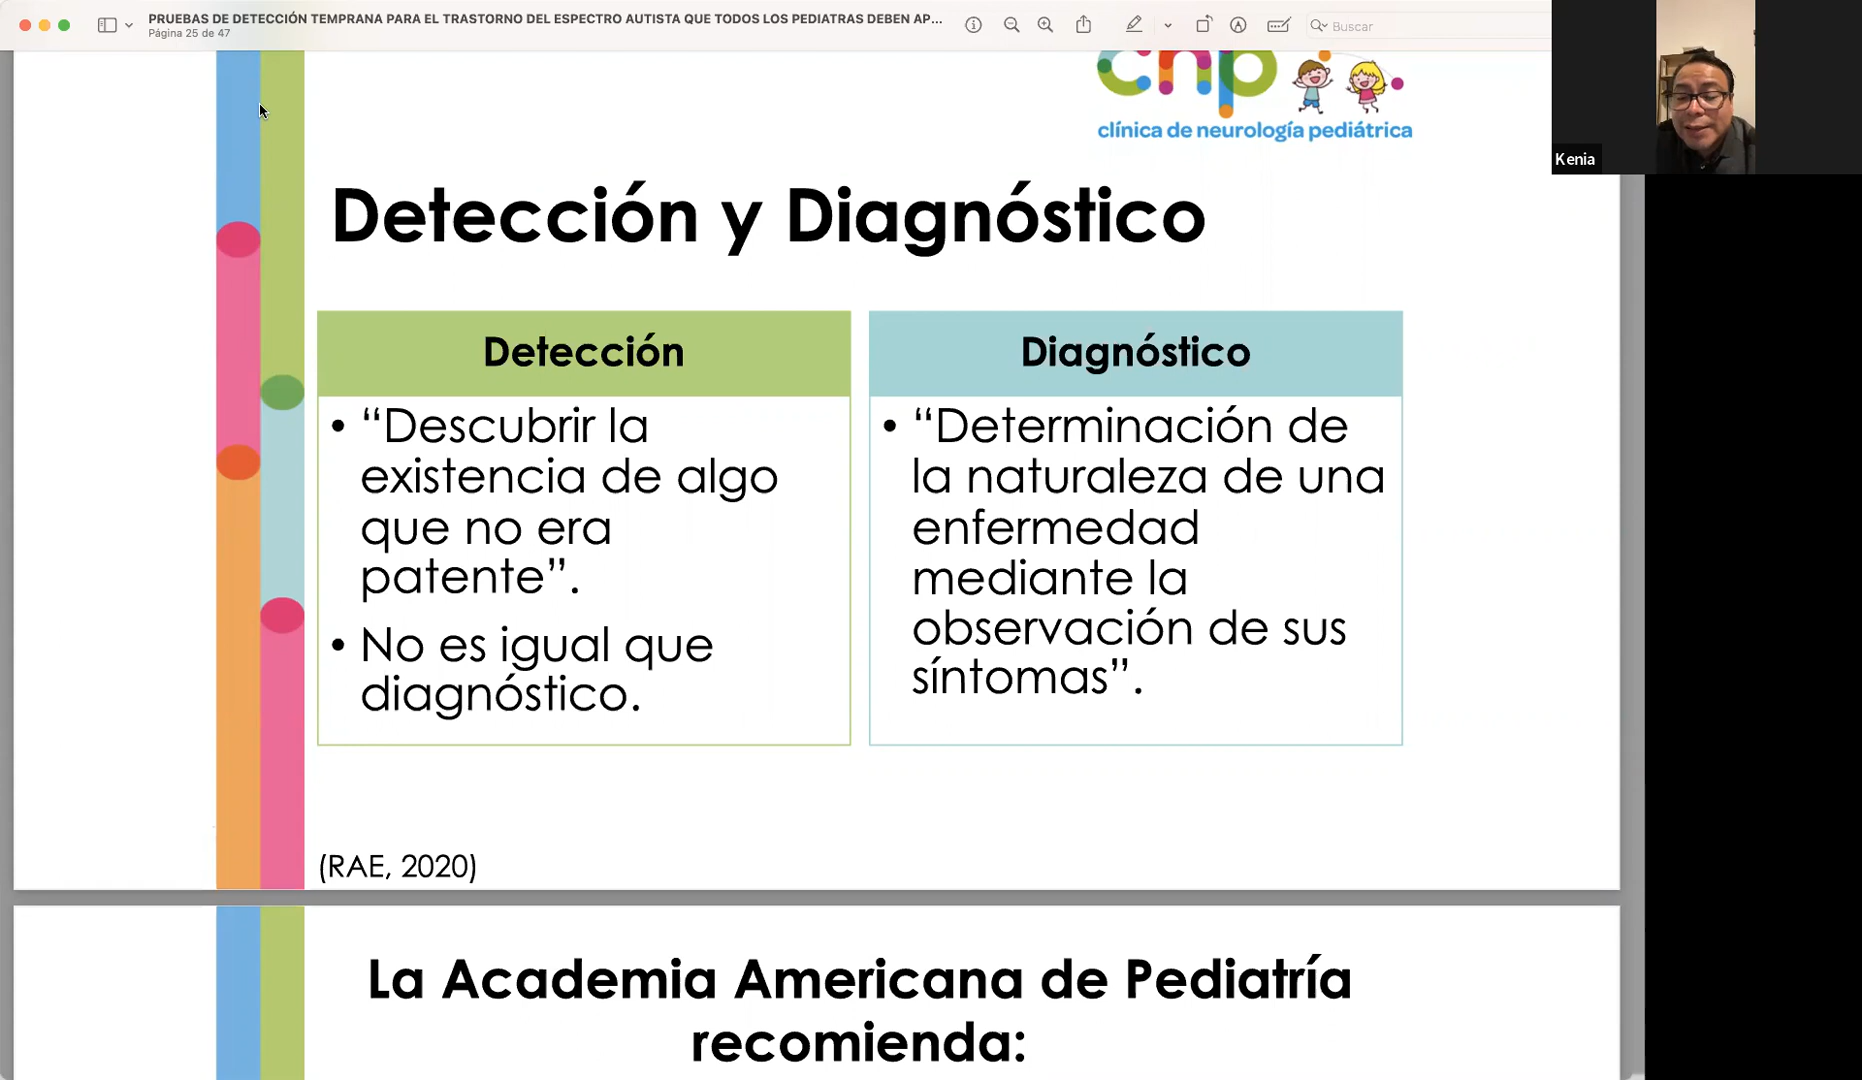 PRUEBAS DE DETECCIÓN TEMPRANA PARA EL TRASTORNO DEL ESPECTRO AUTISTA QUE TODOS LOS PEDIATRAS DEBEN AP...
Página 25 de 47
Buscar
Kenia
cnp
clínica de neurología pediátrica
Detección y Diagnóstico
Detección
• “Descubrir la
existencia de algo
que no era
patente”.
• No es igual que
diagnóstico.
Diagnóstico
• “Determinación de
la naturaleza de una
enfermedad
mediante la
observación de sus
síntomas”.
(RAE, 2020)
La Academia Americana de Pediatría
recomienda: